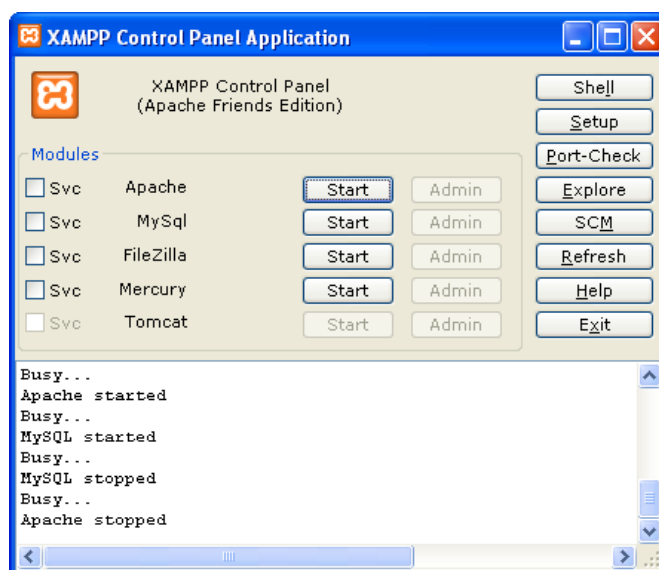 XAMPP Control Panel Application
XAMPP Control Panel
(Apache Friends Edition)
Shell
Setup
Port-Check
Explore
SCM
Refresh
Help
Exit
Modules
Svc Apache Start Admin
Svc MySql Start Admin
Svc FileZilla Start Admin
Svc Mercury Start Admin
Svc Tomcat Start Admin
Busy...
Apache started
Busy...
MySQL started
Busy...
MySQL stopped
Busy...
Apache stopped